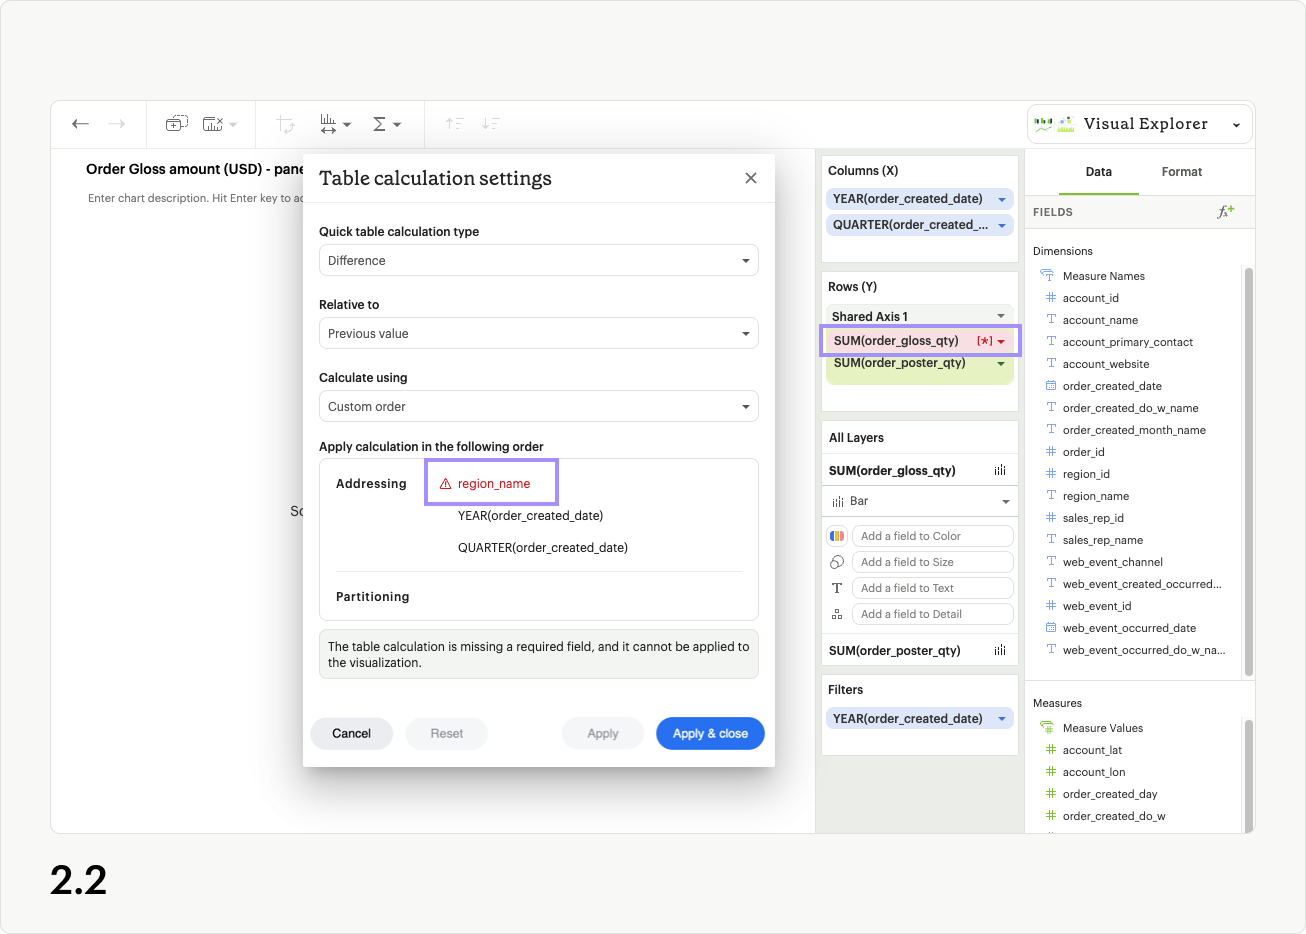 Visual Explorer
Order Gloss amount (USD) - pane
Enter chart description. Hit Enter key to ac
Table calculation settings
Quick table calculation type
Difference
Relative to
Previous value
Calculate using
Custom order
Apply calculation in the following order
Addressing
region_name
YEAR(order_created_date)
QUARTER(order_created_date)
Partitioning
The table calculation is missing a required field, and it cannot be applied to
the visualization.
Cancel
Reset
Apply
Apply & close
Columns (X)
YEAR(order_created_date)
QUARTER(order_created_...
Rows (Y)
Shared Axis 1
SUM(order_gloss_qty) [*]
SUM(order_poster_qty)
All Layers
SUM(order_gloss_qty)
Bar
Add a field to Color
Add a field to Size
T Add a field to Text
Add a field to Detail
SUM(order_poster_qty)
Filters
YEAR(order_created_date)
Data
Format
FIELDS
Dimensions
Measure Names
account_id
account_name
account_primary_contact
account_website
order_created_date
order_created_do_w_name
order_created_month_name
order_id
region_id
region_name
sales_rep_id
sales_rep_name
web_event_channel
web_event_created_occurred...
web_event_id
web_event_occurred_date
web_event_occurred_do_w_na...
Measures
Measure Values
account_lat
account_lon
order_created_day
order_created_do_w
2.2